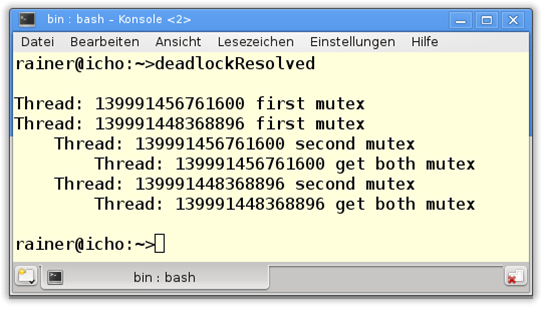 bin : bash – Konsole <2>
Datei Bearbeiten Ansicht Lesezeichen Einstellungen Hilfe
rainer@icho:~>deadlockResolved
Thread: 139991456761600 first mutex
Thread: 139991448368896 first mutex
Thread: 139991456761600 second mutex
Thread: 139991456761600 get both mutex
Thread: 139991448368896 second mutex
Thread: 139991448368896 get both mutex
rainer@icho:~>
bin : bash